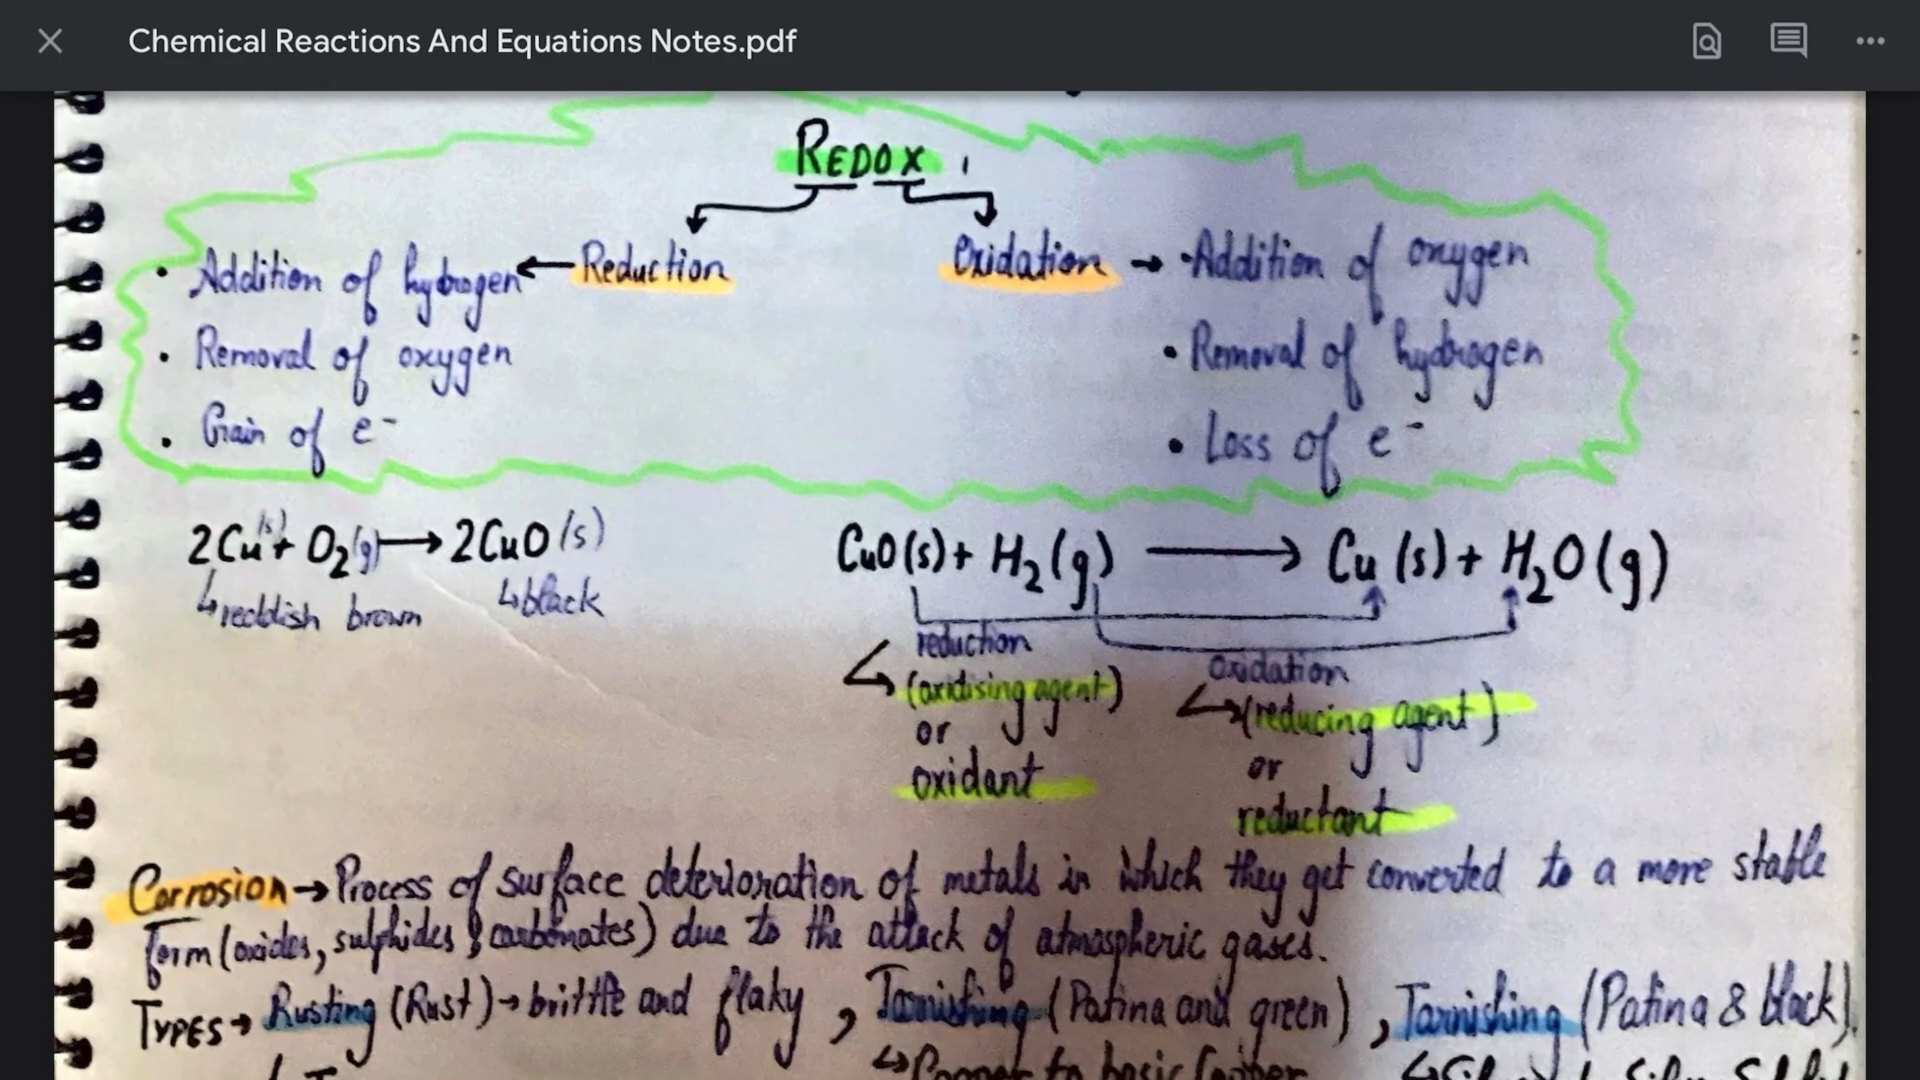 Chemical Reactions And Equations Notes.pdf
REDOX
• Addition of hydrogen ← Reduction
Oxidation → • Addition of oxygen
• Removal of oxygen
• Removal of hydrogen
• Gain of e⁻
• Loss of e⁻
2Cu(s) + O₂(g) → 2CuO(s)
↳ reddish brown
↳ black
CuO(s) + H₂(g) → Cu(s) + H₂O(g)
reduction
(oxidising agent)
or
oxidant
oxidation
(reducing agent)
or
reductant
Corrosion → Process of surface deterioration of metals in which they get converted to a more stable
form (oxides, sulphides & carbonates) due to the attack of atmospheric gases.
TYPES → Rusting (Rust) → brittle and flaky, Tarnishing (Patina and green), Tarnishing (Patina & black).
↳ Copper to basic Copper